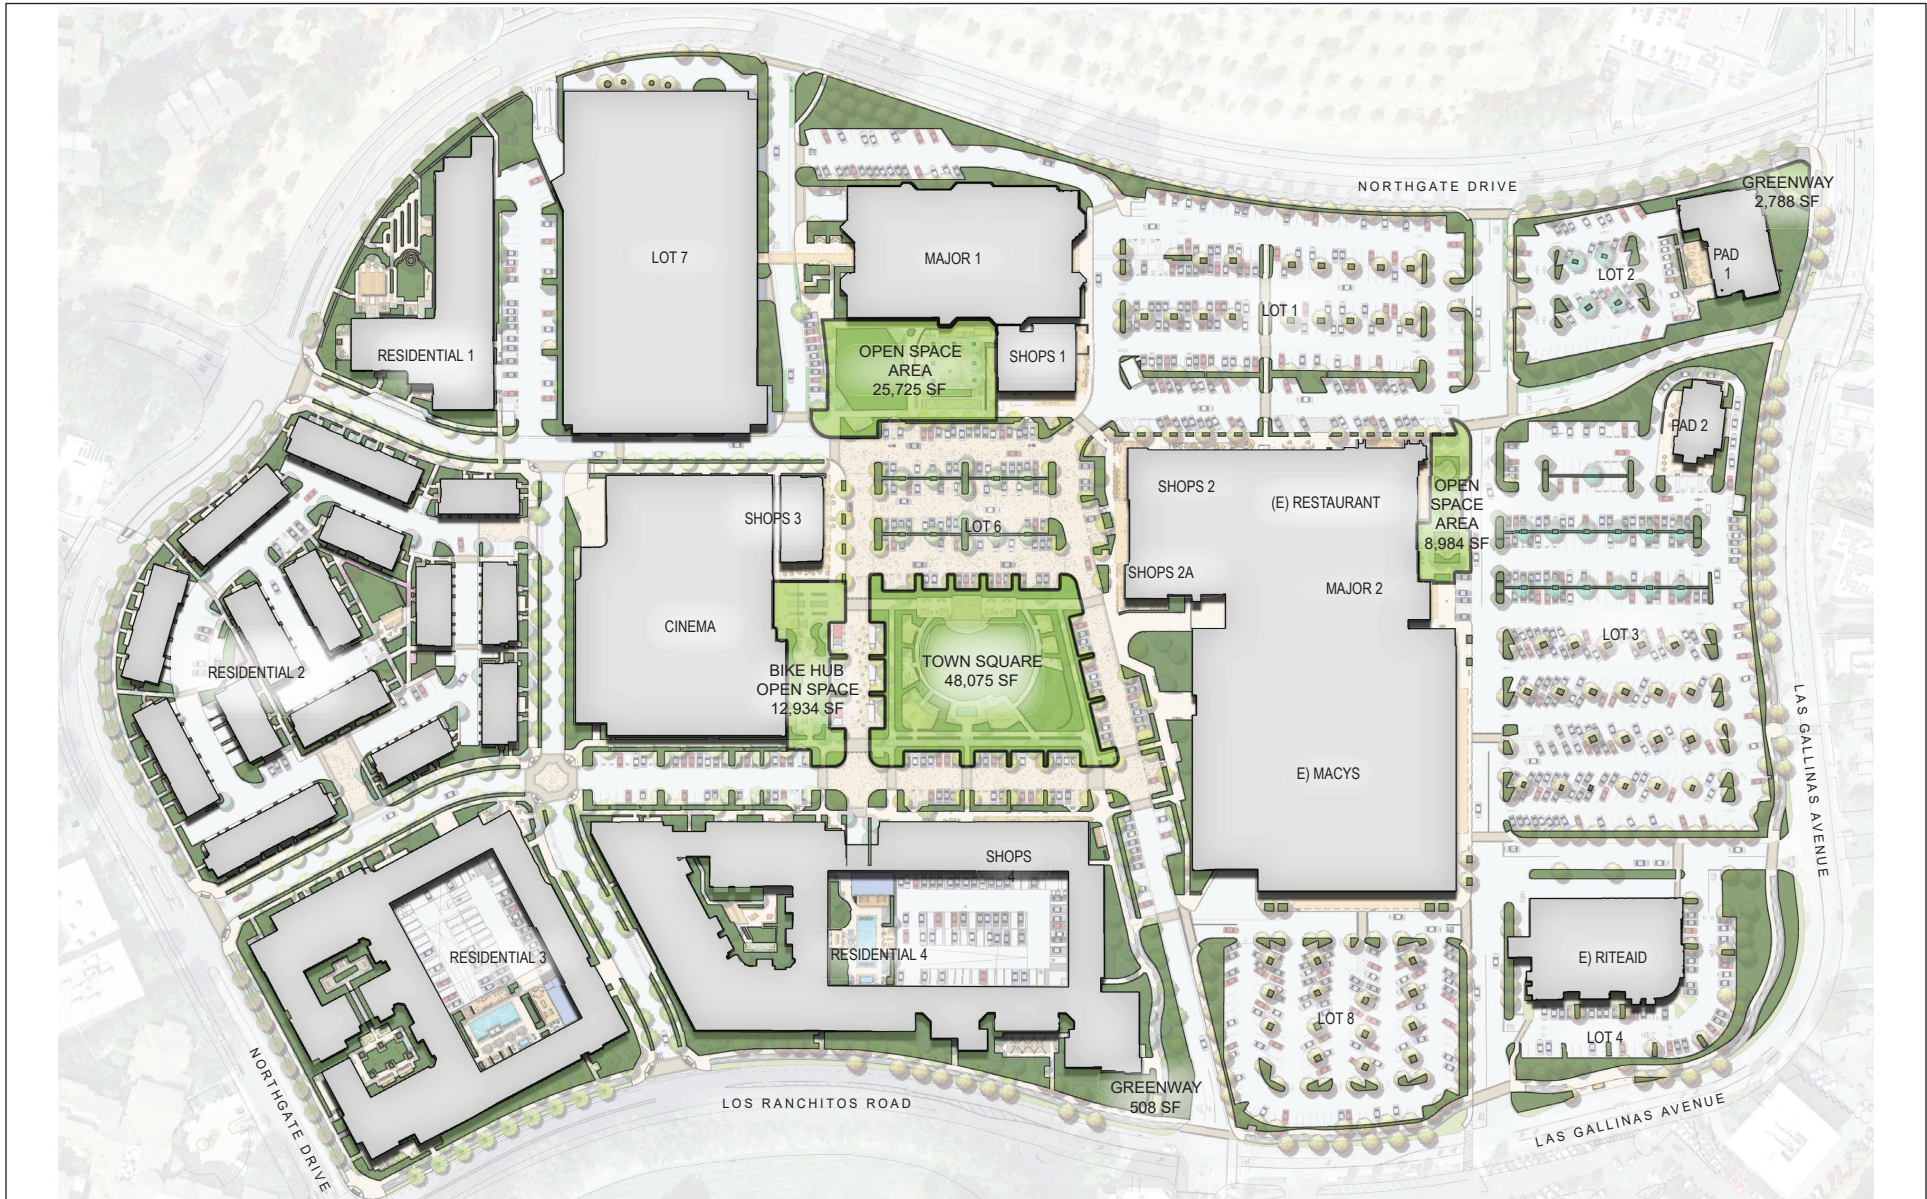 NORTHGATE DRIVE
GREENWAY
2,788 SF
LOT 7
MAJOR 1
LOT 2
PAD
1
LOT 1
RESIDENTIAL 1
OPEN SPACE
AREA
25,725 SF
SHOPS 1
PAD 2
SHOPS 2
(E) RESTAURANT
OPEN
SPACE
AREA
8,984 SF
SHOPS 3
LOT 6
SHOPS 2A
MAJOR 2
CINEMA
LOT 3
RESIDENTIAL 2
BIKE HUB
OPEN SPACE
12,934 SF
TOWN SQUARE
48,075 SF
LAS GALLINAS AVENUE
E) MACYS
SHOPS
RESIDENTIAL 3
RESIDENTIAL 4
E) RITEAID
LOT 8
LOT 4
NORTHGATE DRIVE
LOS RANCHITOS ROAD
GREENWAY
508 SF
LAS GALLINAS AVENUE